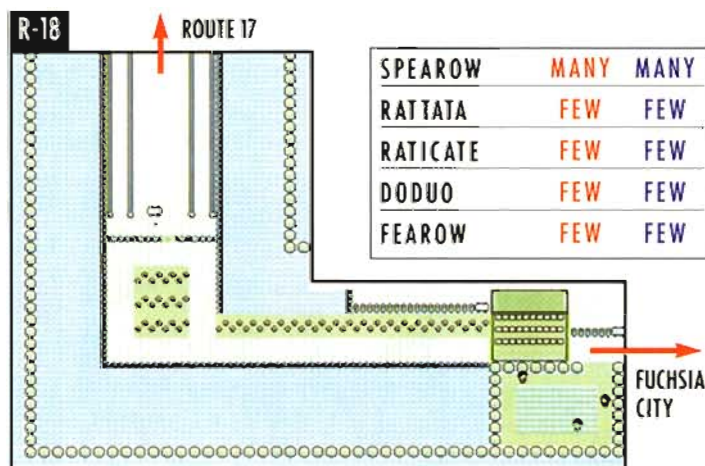 R-18
ROUTE 17
SPEAROW MANY MANY
RATTATA FEW FEW
RATICATE FEW FEW
DODUO FEW FEW
FEAROW FEW FEW
FUCHSIA
CITY